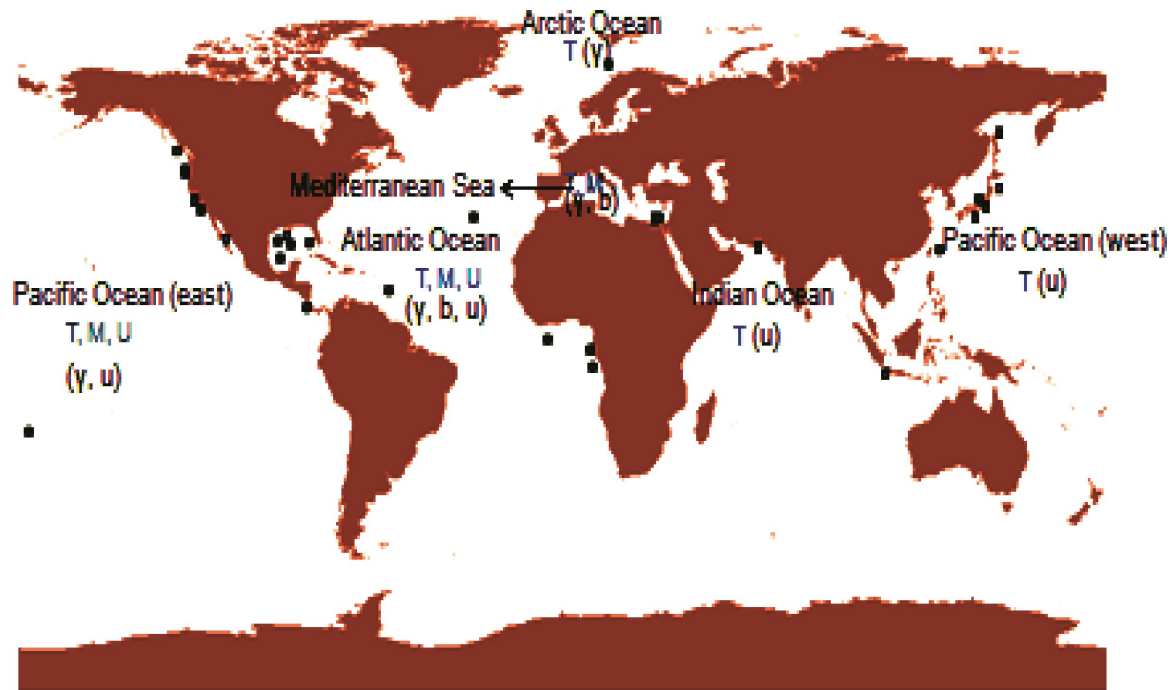 Arctic Ocean
T (γ)
Mediterranean Sea
T, M
(γ, b)
Atlantic Ocean
T, M, U
(γ, b, u)
Pacific Ocean (west)
T (u)
Pacific Ocean (east)
T, M, U
(γ, u)
Indian Ocean
T (u)